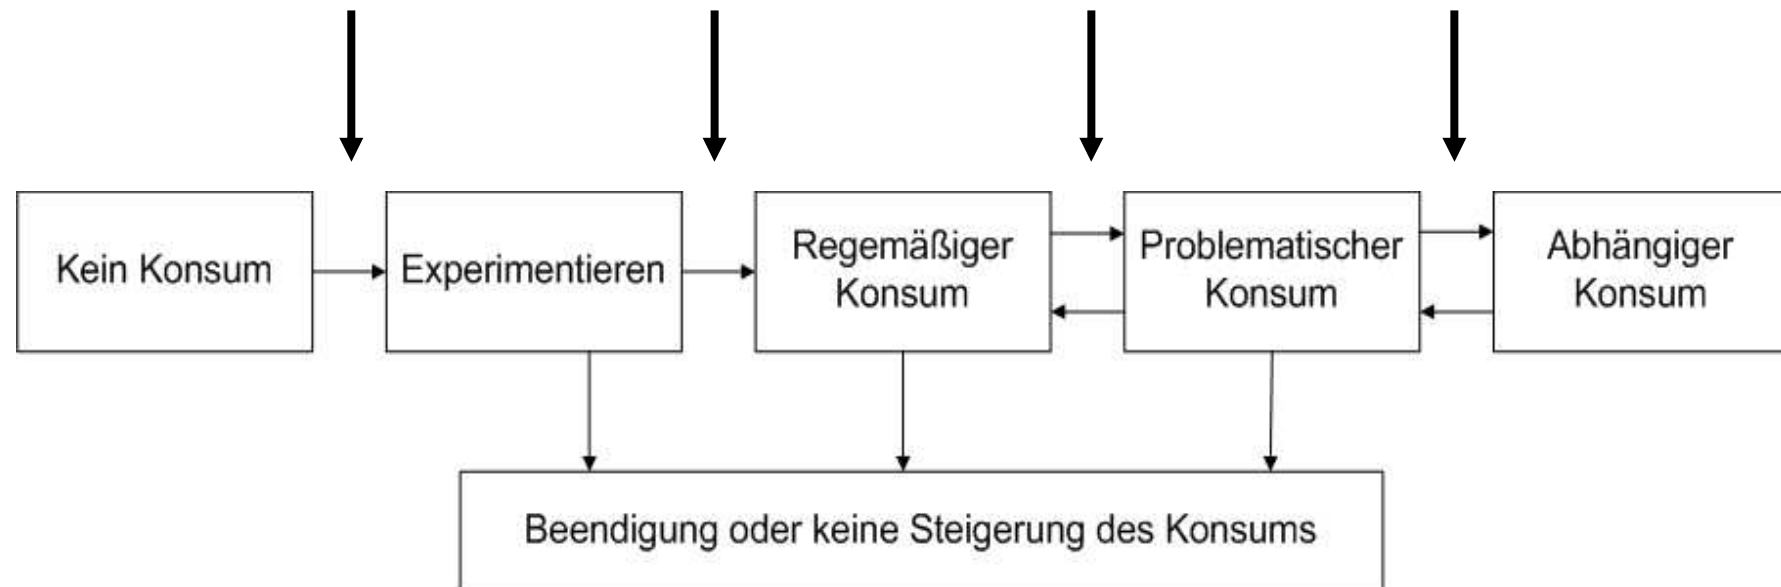 Kein Konsum
Experimentieren
Regemäßiger
Konsum
Problematischer
Konsum
Abhängiger
Konsum
Beendigung oder keine Steigerung des Konsums